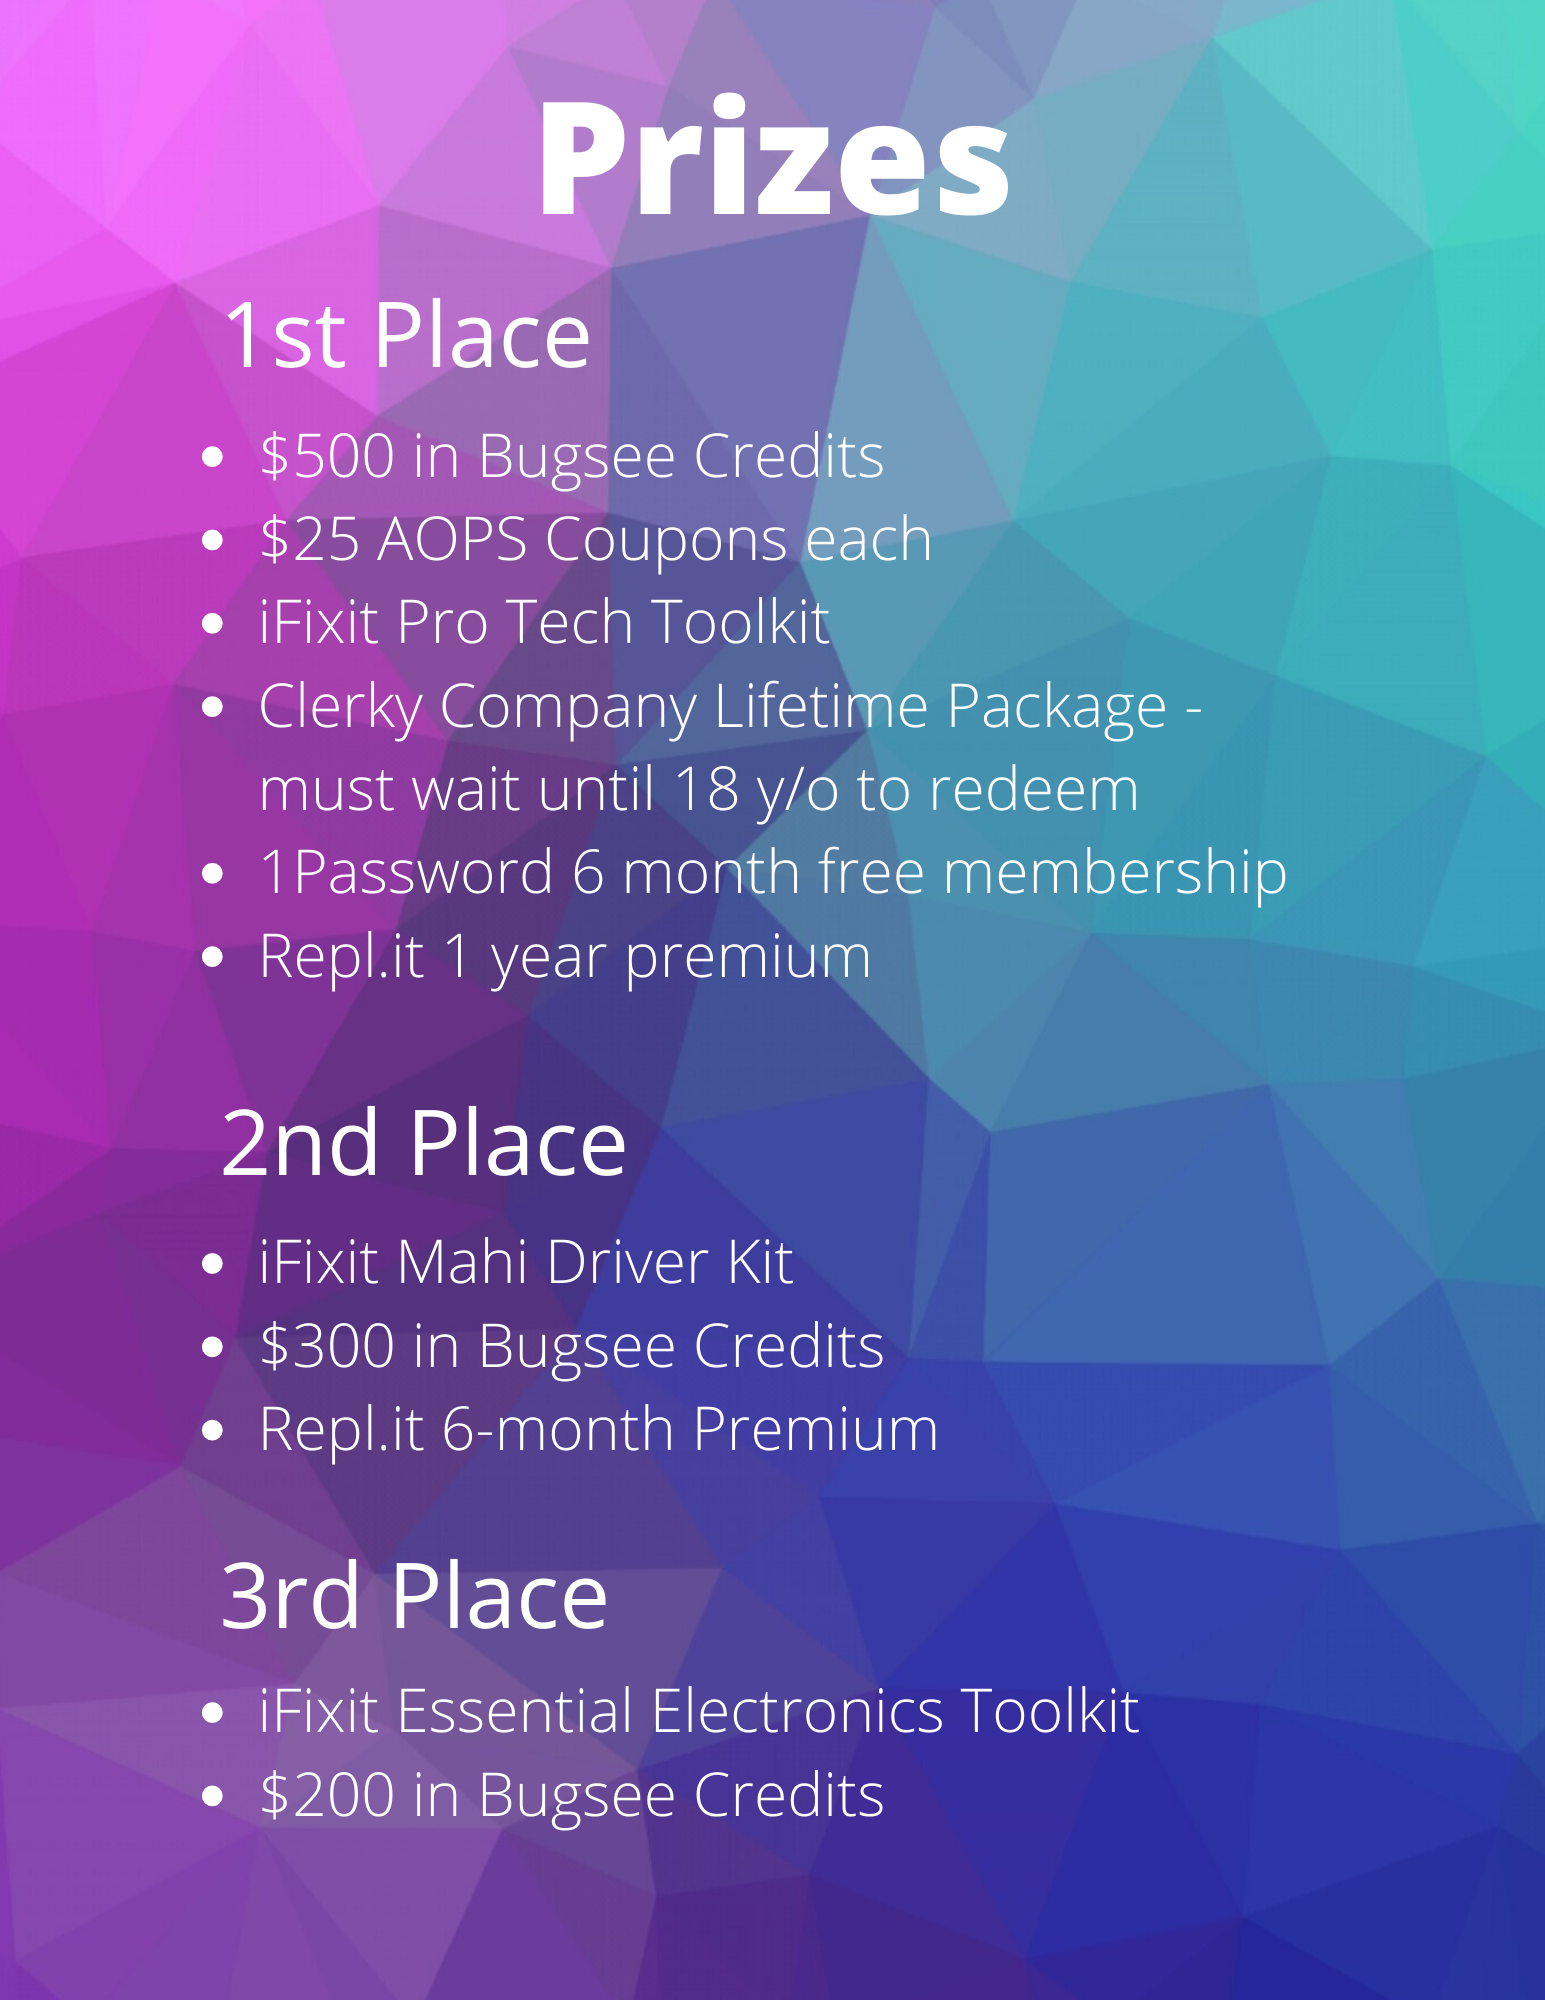 Prizes
1st Place
• $500 in Bugsee Credits
• $25 AOPS Coupons each
• iFixit Pro Tech Toolkit
• Clerky Company Lifetime Package -
must wait until 18 y/o to redeem
• 1Password 6 month free membership
• Repl.it 1 year premium
2nd Place
• iFixit Mahi Driver Kit
• $300 in Bugsee Credits
• Repl.it 6-month Premium
3rd Place
• iFixit Essential Electronics Toolkit
• $200 in Bugsee Credits